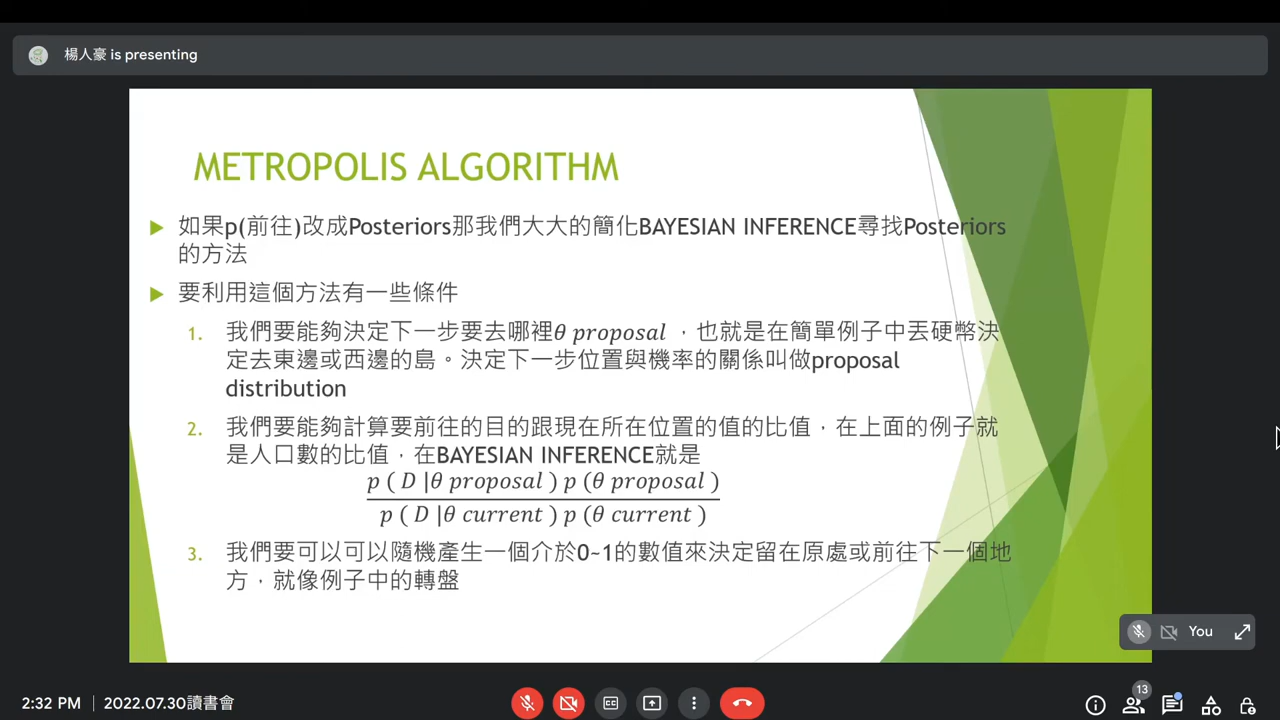 楊人豪 is presenting
METROPOLIS ALGORITHM
如果p(前往)改成Posteriors那我們大大的簡化BAYESIAN INFERENCE尋找Posteriors
的方法
要利用這個方法有一些條件
1. 我們要能夠決定下一步要去哪裡θ proposal ，也就是在簡單例子中丟硬幣決
定去東邊或西邊的島。決定下一步位置與機率的關係叫做proposal
distribution
2. 我們要能夠計算要前往的目的跟現在所在位置的值的比值，在上面的例子就
是人口數的比值，在BAYESIAN INFERENCE就是
p ( D |θ proposal ) p (θ proposal )
p ( D |θ current ) p (θ current )
3. 我們要可以可以隨機產生一個介於0~1的數值來決定留在原處或前往下一個地
方，就像例子中的轉盤
You
2:32 PM | 2022.07.30讀書會
CC
13